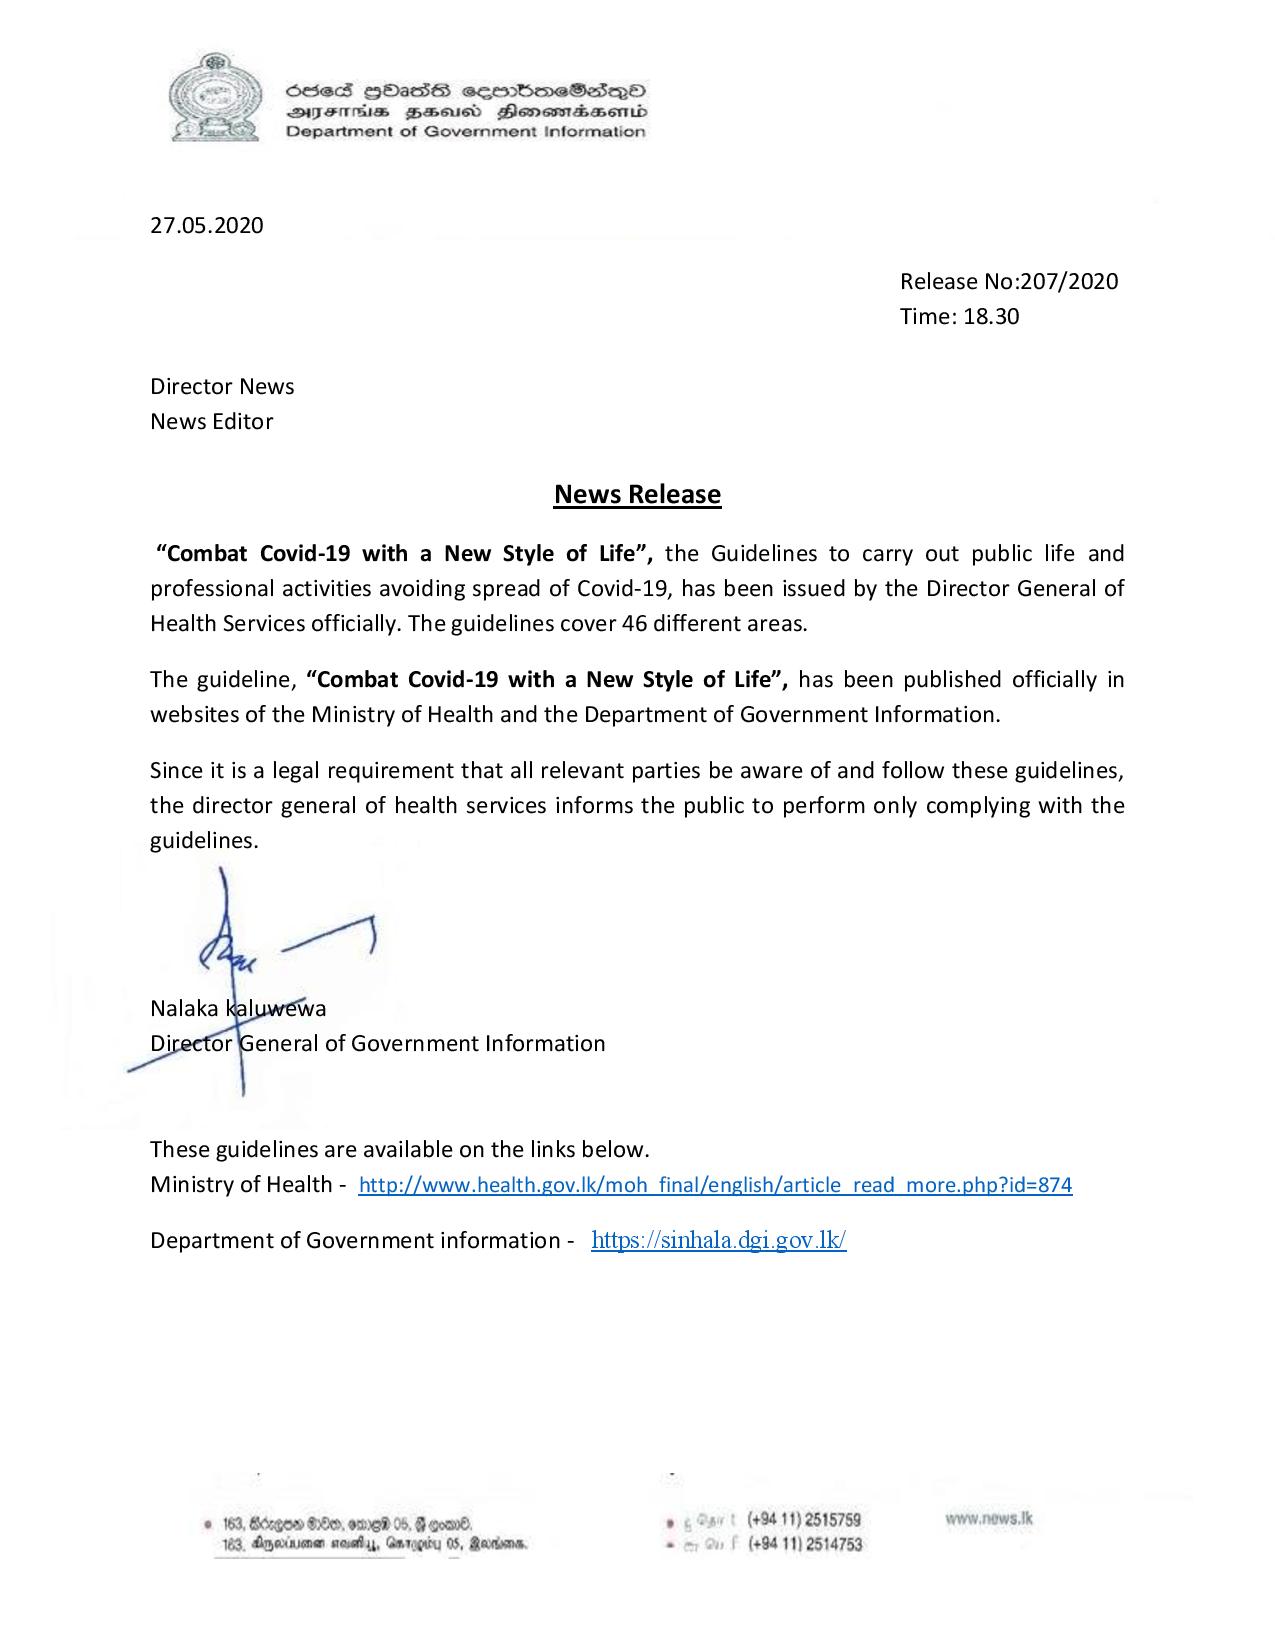 රජයේ ප්‍රවෘත්ති දෙපාර්තමේන්තුව
அரசாங்க தகவல் திணைக்களம்
Department of Government Information
27.05.2020
Release No:207/2020
Time: 18.30
Director News
News Editor
News Release
“Combat Covid-19 with a New Style of Life”, the Guidelines to carry out public life and
professional activities avoiding spread of Covid-19, has been issued by the Director General of
Health Services officially. The guidelines cover 46 different areas.
The guideline, “Combat Covid-19 with a New Style of Life”, has been published officially in
websites of the Ministry of Health and the Department of Government Information.
Since it is a legal requirement that all relevant parties be aware of and follow these guidelines,
the director general of health services informs the public to perform only complying with the
guidelines.
Nalaka kaluwewa
Director General of Government Information
These guidelines are available on the links below.
Ministry of Health - http://www.health.gov.lk/moh_final/english/article_read_more.php?id=874
Department of Government information - https://sinhala.dgi.gov.lk/
163, කිරුලපන මාවත, කොළඹ 05, ශ්‍රී ලංකාව.
163, கிருலப்பனை எவனியூ, கொழும்பு 05, இலங்கை.
(+94 11) 2515759
(+94 11) 2514753
www.news.lk